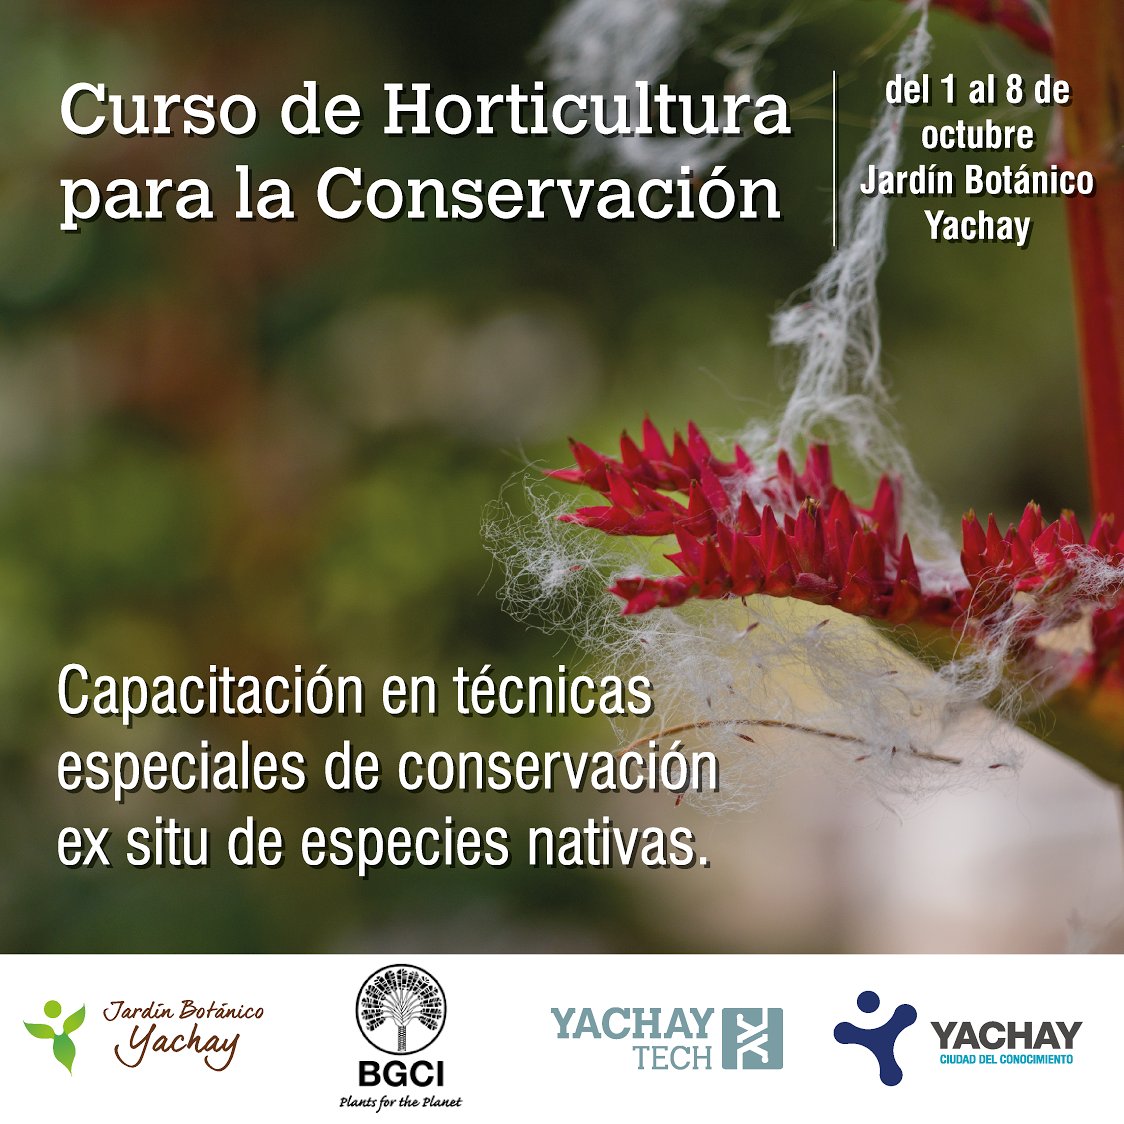 Curso de Horticultura
para la Conservación
del 1 al 8 de
octubre
Jardín Botánico
Yachay
Capacitación en técnicas
especiales de conservación
ex situ de especies nativas.
Jardín Botánico
Yachay
BGCI
Plants for the Planet
YACHAY
TECH
YACHAY
CIUDAD DEL CONOCIMIENTO